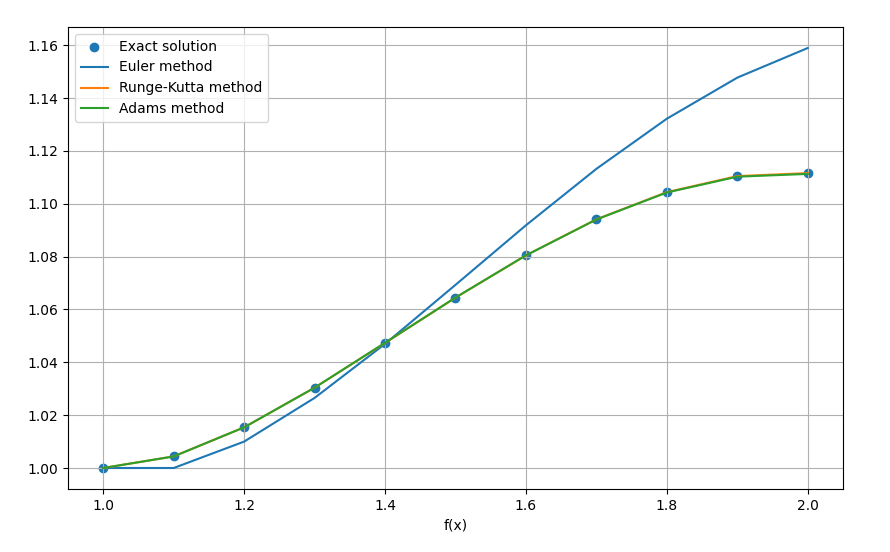 Exact solution
Euler method
Runge-Kutta method
Adams method
1.16
1.14
1.12
1.10
1.08
1.06
1.04
1.02
1.00
1.0 1.2 1.4 1.6 1.8 2.0
f(x)